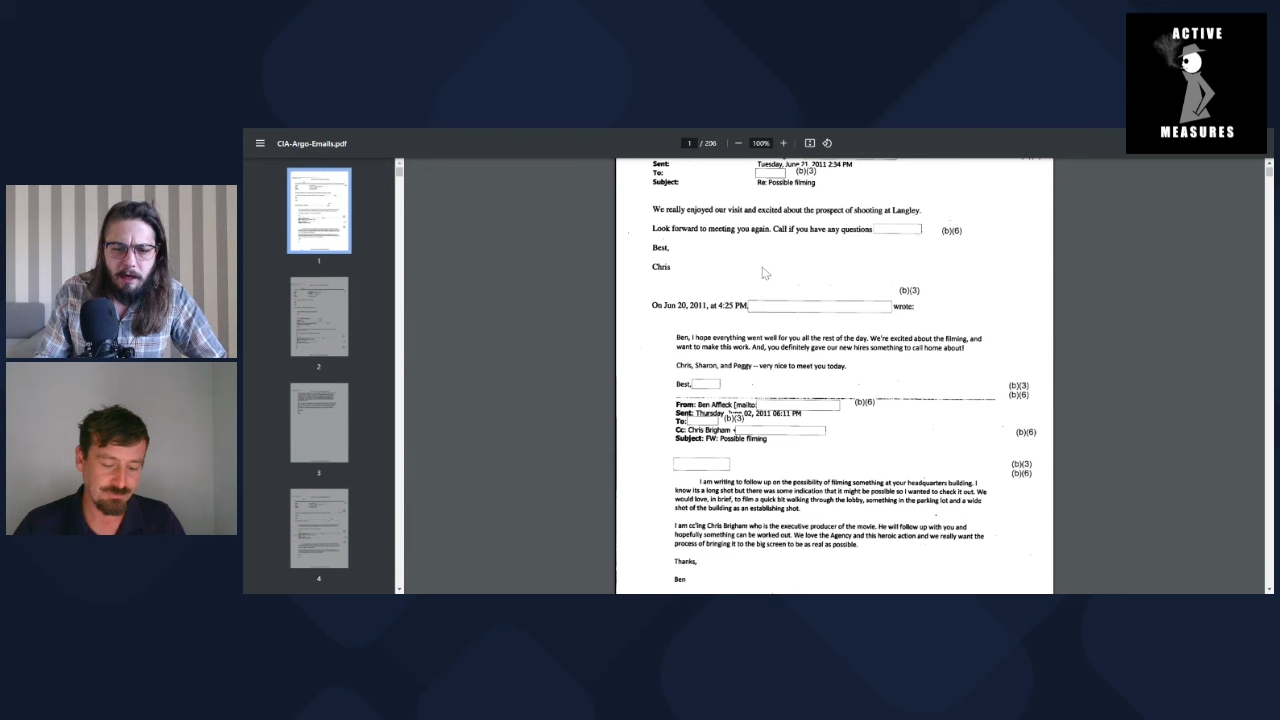 ACTIVE
MEASURES
CIA-Argo-Emails.pdf
1 / 206
100%
1
2
3
4
Sent: Tuesday, June 21, 2011 2:34 PM
To: (b)(3)
Subject: Re: Possible filming
We really enjoyed our visit and excited about the prospect of shooting at Langley.
Look forward to meeting you again. Call if you have any questions (b)(6)
Best,
Chris
(b)(3)
On Jun 20, 2011, at 4:25 PM, wrote:
Ben, I hope everything went well for you all the rest of the day. We're excited about the filming, and
want to make this work. And, you definitely gave our new hires something to call home about!
Chris, Sharon, and Peggy -- very nice to meet you today.
Best, (b)(3)
(b)(6)
From: Ben Affleck [mailto: (b)(6)
Sent: Thursday, June 02, 2011 06:11 PM
To: (b)(3)
Cc: Chris Brigham (b)(6)
Subject: FW: Possible filming
(b)(3)
(b)(6)
I am writing to follow up on the possibility of filming something at your headquarters building. I
know its a long shot but there was some indication that it might be possible so I wanted to check it out. We
would love, in brief, to film a quick bit walking through the lobby, something in the parking lot and a wide
shot of the building as an establishing shot.
I am cc'ing Chris Brigham who is the executive producer of the movie. He will follow up with you and
hopefully something can be worked out. We love the Agency and this heroic action and we really want the
process of bringing it to the big screen to be as real as possible.
Thanks,
Ben